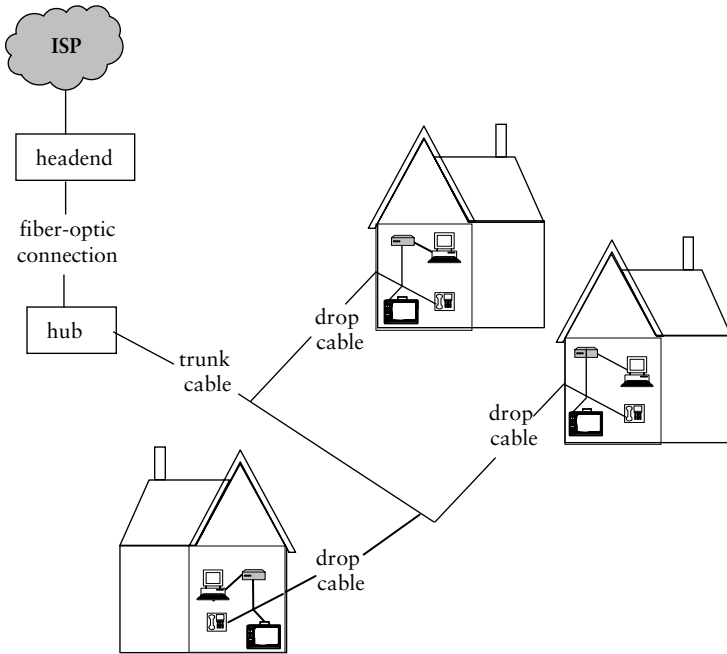 ISP
headend
fiber-optic
connection
hub
trunk
cable
drop
cable
drop
cable
drop
cable